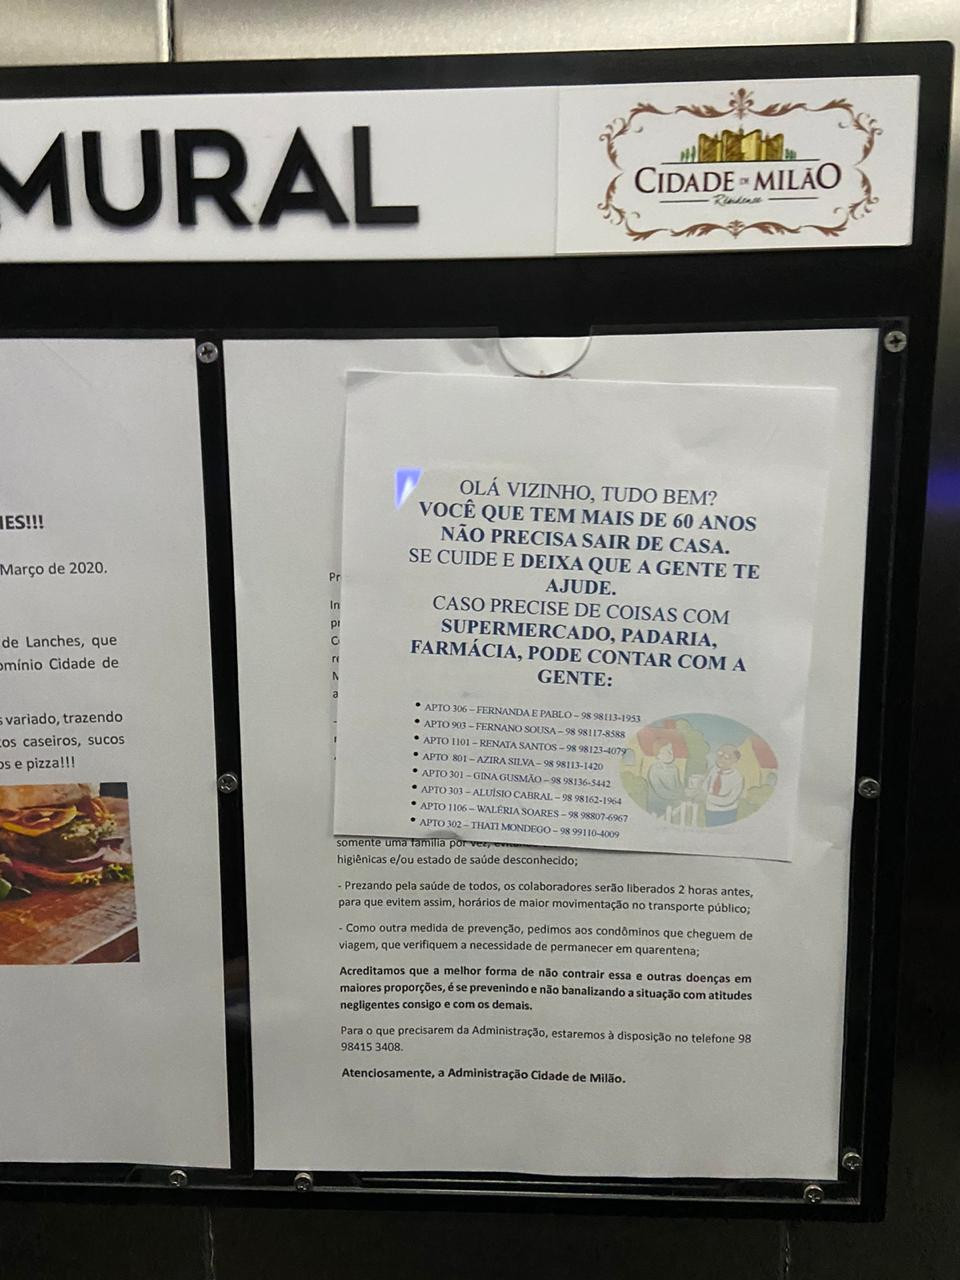 MURAL
CIDADE DE MILÃO
Residence
IES!!!
Março de 2020.
de Lanches, que
omínio Cidade de
s variado, trazendo
tos caseiros, sucos
os e pizza!!!
OLÁ VIZINHO, TUDO BEM?
VOCÊ QUE TEM MAIS DE 60 ANOS
NÃO PRECISA SAIR DE CASA.
SE CUIDE E DEIXA QUE A GENTE TE
AJUDE.
CASO PRECISE DE COISAS COM
SUPERMERCADO, PADARIA,
FARMÁCIA, PODE CONTAR COM A
GENTE:
• APTO 306 – FERNANDA E PABLO – 98 98113-1953
• APTO 903 – FERNANO SOUSA – 98 98117-8588
• APTO 1101 – RENATA SANTOS – 98 98123-4079
• APTO 801 – AZIRA SILVA – 98 98113-1420
• APTO 301 – GINA GUSMÃO – 98 98136-5442
• APTO 303 – ALUÍSIO CABRAL – 98 98162-1964
• APTO 1106 – WALÉRIA SOARES – 98 98807-6967
• APTO 302 – THATI MONDEGO – 98 99110-4009
Pr
In
pr
C
re
N
a
somente uma família por vez,
higiênicas e/ou estado de saúde desconhecido;
- Prezando pela saúde de todos, os colaboradores serão liberados 2 horas antes,
para que evitem assim, horários de maior movimentação no transporte público;
- Como outra medida de prevenção, pedimos aos condôminos que cheguem de
viagem, que verifiquem a necessidade de permanecer em quarentena;
Acreditamos que a melhor forma de não contrair essa e outras doenças em
maiores proporções, é se prevenindo e não banalizando a situação com atitudes
negligentes consigo e com os demais.
Para o que precisarem da Administração, estaremos à disposição no telefone 98
98415 3408.
Atenciosamente, a Administração Cidade de Milão.